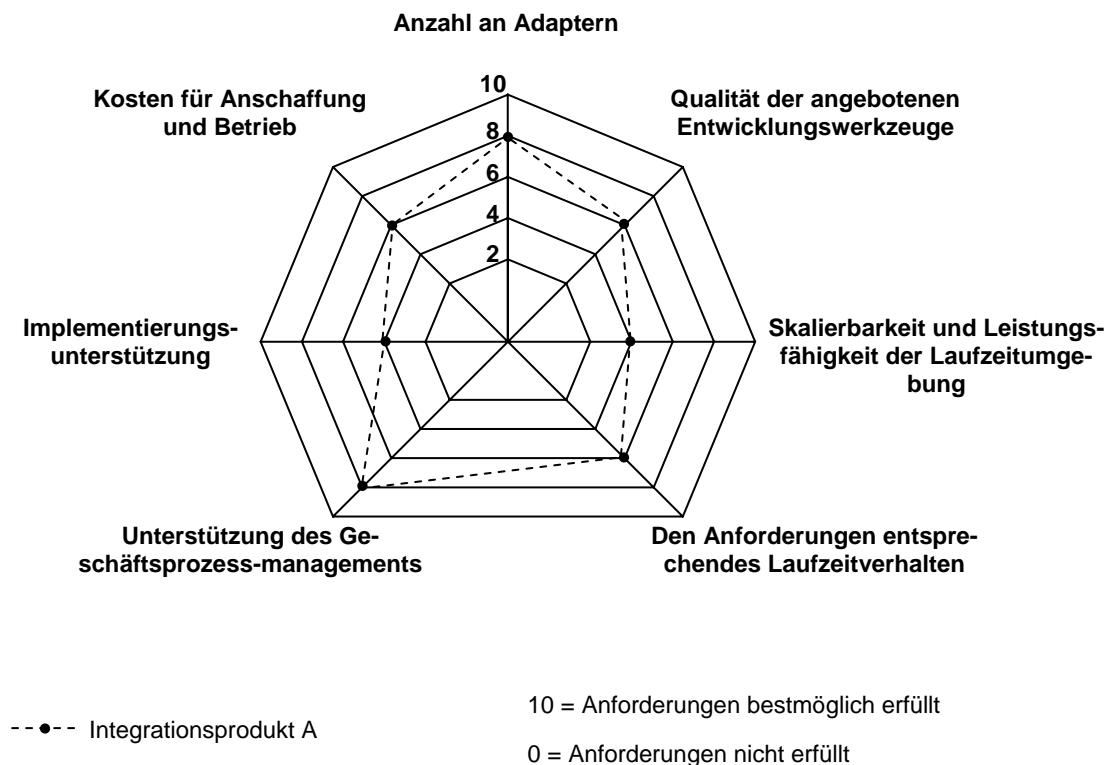 Anzahl an Adaptern
Kosten für Anschaffung
und Betrieb
Qualität der angebotenen
Entwicklungswerkzeuge
10
8
6
4
2
Implementierungs-
unterstützung
Skalierbarkeit und Leistungs-
fähigkeit der Laufzeitumge-
bung
Unterstützung des Ge-
schäftsprozess-managements
Den Anforderungen entspre-
chendes Laufzeitverhalten
Integrationsprodukt A
10 = Anforderungen bestmöglich erfüllt
0 = Anforderungen nicht erfüllt